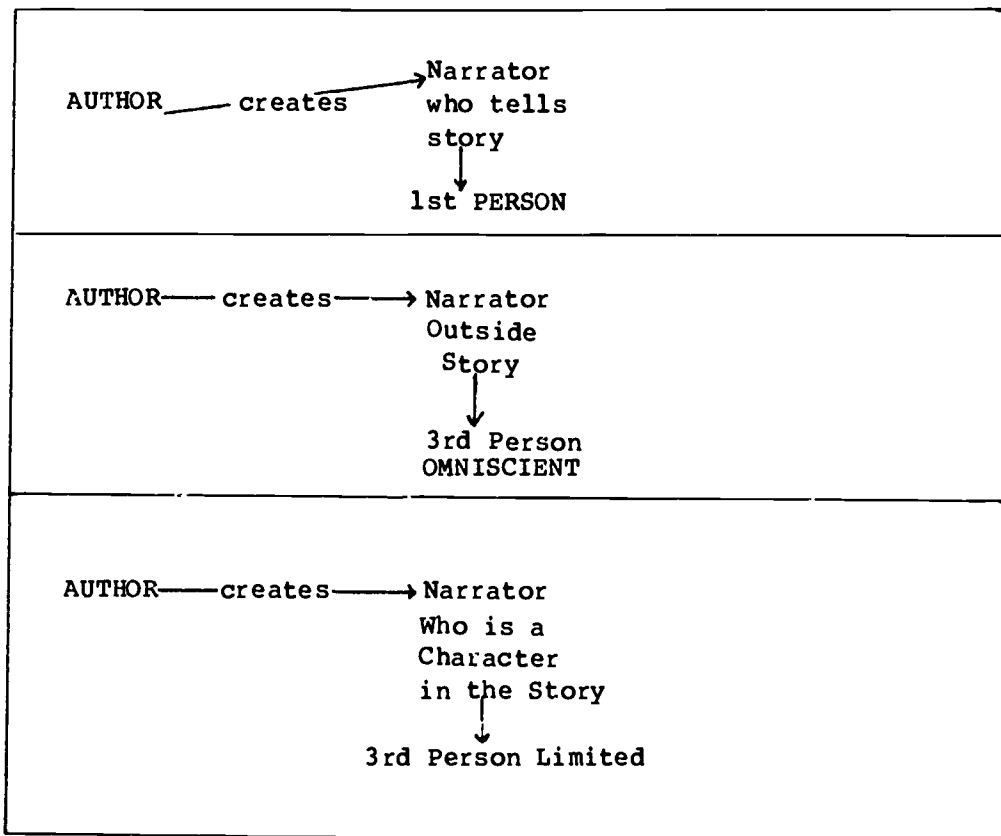 AUTHOR creates Narrator
who tells
story
1st PERSON
AUTHOR creates Narrator
Outside
Story
3rd Person
OMNISCIENT
AUTHOR creates Narrator
Who is a
Character
in the Story
3rd Person Limited